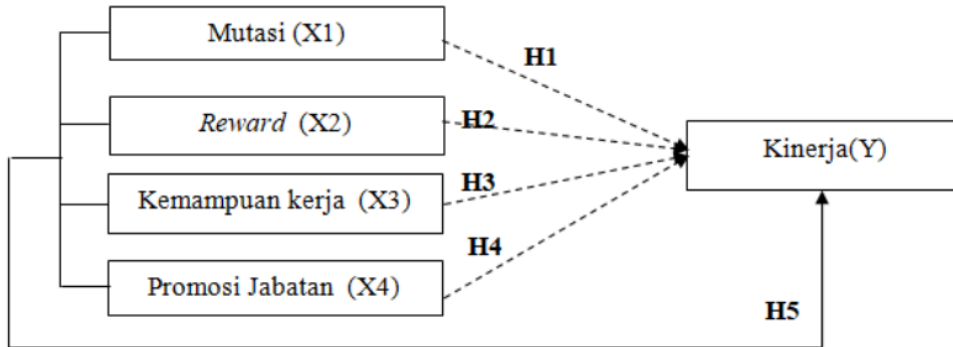 Mutasi (X1)
H1
Reward (X2)
H2
Kinerja(Y)
Kemampuan kerja (X3)
H3
H4
Promosi Jabatan (X4)
H5